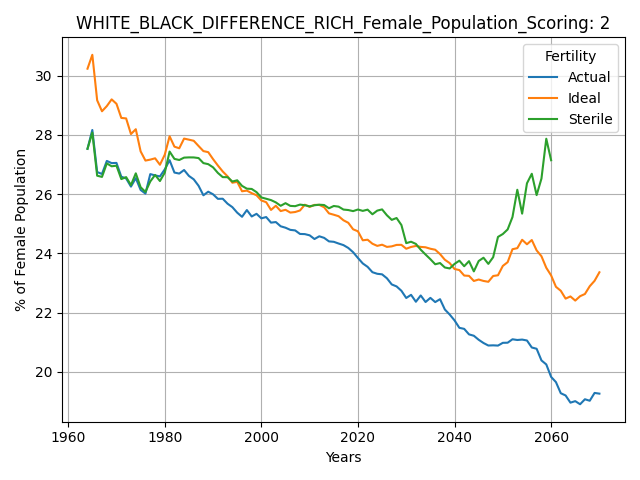 WHITE_BLACK_DIFFERENCE_RICH_Female_Population_Scoring: 2
Fertility
Actual
Ideal
Sterile
% of Female Population
30
28
26
24
22
20
1960
1980
2000
2020
2040
2060
Years